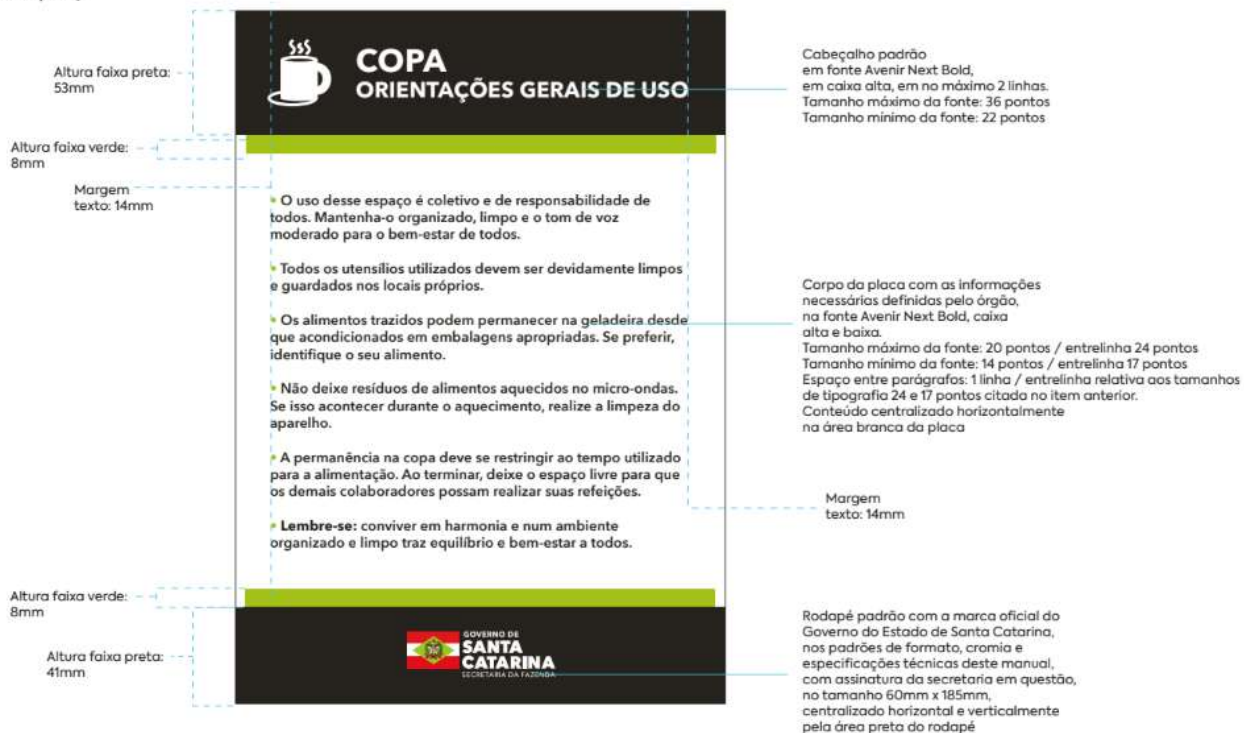 Altura faixa preta:
53mm
COPA
ORIENTAÇÕES GERAIS DE USO
Cabeçalho padrão
em fonte Avenir Next Bold,
em caixa alta, em no máximo 2 linhas.
Tamanho máximo da fonte: 36 pontos
Tamanho mínimo da fonte: 22 pontos
Altura faixa verde:
8mm
Margem
texto: 14mm
• O uso desse espaço é coletivo e de responsabilidade de
todos. Mantenha-o organizado, limpo e o tom de voz
moderado para o bem-estar de todos.
• Todos os utensílios utilizados devem ser devidamente limpos
e guardados nos locais próprios.
• Os alimentos trazidos podem permanecer na geladeira desde
que acondicionados em embalagens apropriadas. Se preferir,
identifique o seu alimento.
• Não deixe resíduos de alimentos aquecidos no micro-ondas.
Se isso acontecer durante o aquecimento, realize a limpeza do
aparelho.
• A permanência na copa deve se restringir ao tempo utilizado
para a alimentação. Ao terminar, deixe o espaço livre para que
os demais colaboradores possam realizar suas refeições.
• Lembre-se: conviver em harmonia e num ambiente
organizado e limpo traz equilíbrio e bem-estar a todos.
Corpo da placa com as informações
necessárias definidas pelo órgão,
na fonte Avenir Next Bold, caixa
alta e baixa.
Tamanho máximo da fonte: 20 pontos / entrelinha 24 pontos
Tamanho mínimo da fonte: 14 pontos / entrelinha 17 pontos
Espaço entre parágrafos: 1 linha / entrelinha relativa aos tamanhos
de tipografia 24 e 17 pontos citada no item anterior.
Conteúdo centralizado horizontalmente
na área branca da placa
Margem
texto: 14mm
Altura faixa verde:
8mm
Altura faixa preta:
41mm
GOVERNO DE
SANTA
CATARINA
SECRETARIA DA FAZENDA
Rodapé padrão com a marca oficial do
Governo do Estado de Santa Catarina,
nos padrões de formato, cromia e
especificações técnicas deste manual,
com assinatura da secretaria em questão,
no tamanho 60mm x 185mm,
centralizado horizontal e verticalmente
pela área preta do rodapé